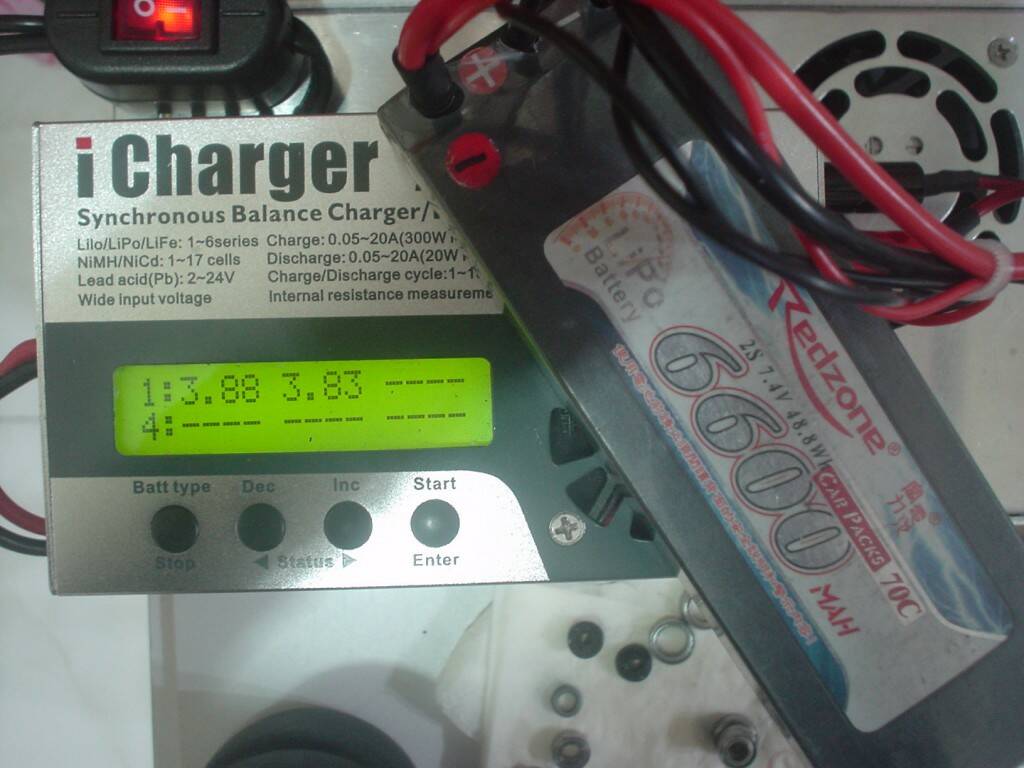 iCharger
Synchronous Balance Charger/
Lilo/LiPo/LiFe: 1~6series Charge: 0.05~20A(300W
NiMH/NiCd: 1~17 cells Discharge: 0.05~20A(20W
Lead acid(Pb): 2~24V Charge/Discharge cycle:1~
Wide input voltage Internal resistance measureme
1:3.88 3.83 ----
4:---- ---- ----
Batt type Dec Inc Start
Stop ◀ Status ▶ Enter
+
-
LiPo
Battery
Redzone®
2S 7.4V 48.8Wh
6600
MAH
CAR PACKS 70C